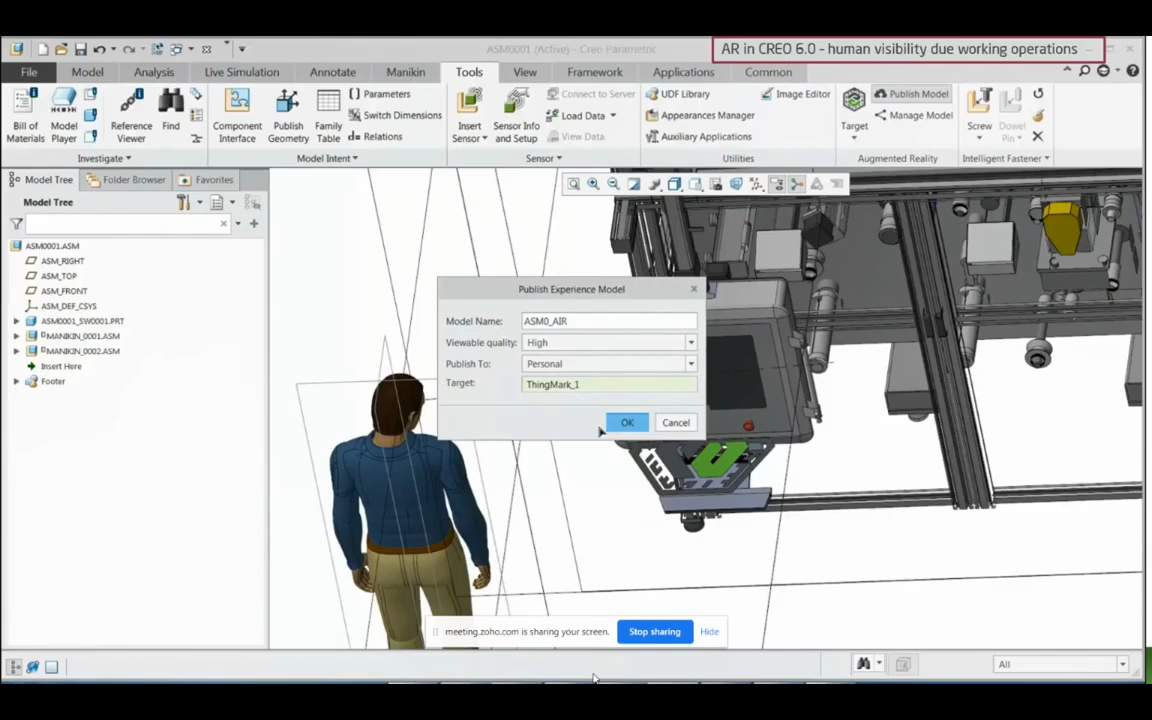 ASM0001 (Active) - Creo Parametric
AR in CREO 6.0 - human visibility due working operations
File Model Analysis Live Simulation Annotate Manikin Tools View Framework Applications Common
Bill of Materials
Model Player
Reference Viewer
Find
Investigate
Component Interface
Publish Geometry
Family Table
Parameters
Switch Dimensions
Relations
Model Intent
Insert Sensor
Sensor Info and Setup
Connect to Server
Load Data
View Data
Sensor
UDF Library
Appearances Manager
Auxiliary Applications
Image Editor
Utilities
Target
Publish Model
Manage Model
Augmented Reality
Screw
Dowel Pin
Intelligent Fastener
Model Tree Folder Browser Favorites
Model Tree
ASM0001.ASM
ASM_RIGHT
ASM_TOP
ASM_FRONT
ASM_DEF_CSYS
ASM0001_SW0001.PRT
MANIKIN_0001.ASM
MANIKIN_0002.ASM
Insert Here
Footer
Publish Experience Model
Model Name: ASM0_AIR
Viewable quality: High
Publish To: Personal
Target: ThingMark_1
OK Cancel
meeting.zoho.com is sharing your screen. Stop sharing Hide
All